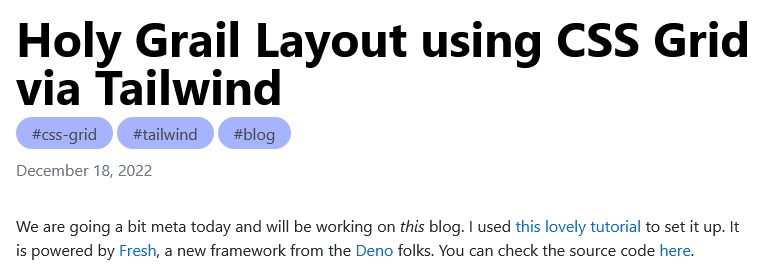 Holy Grail Layout using CSS Grid
via Tailwind
#css-grid #tailwind #blog
December 18, 2022
We are going a bit meta today and will be working on this blog. I used this lovely tutorial to set it up. It
is powered by Fresh, a new framework from the Deno folks. You can check the source code here.